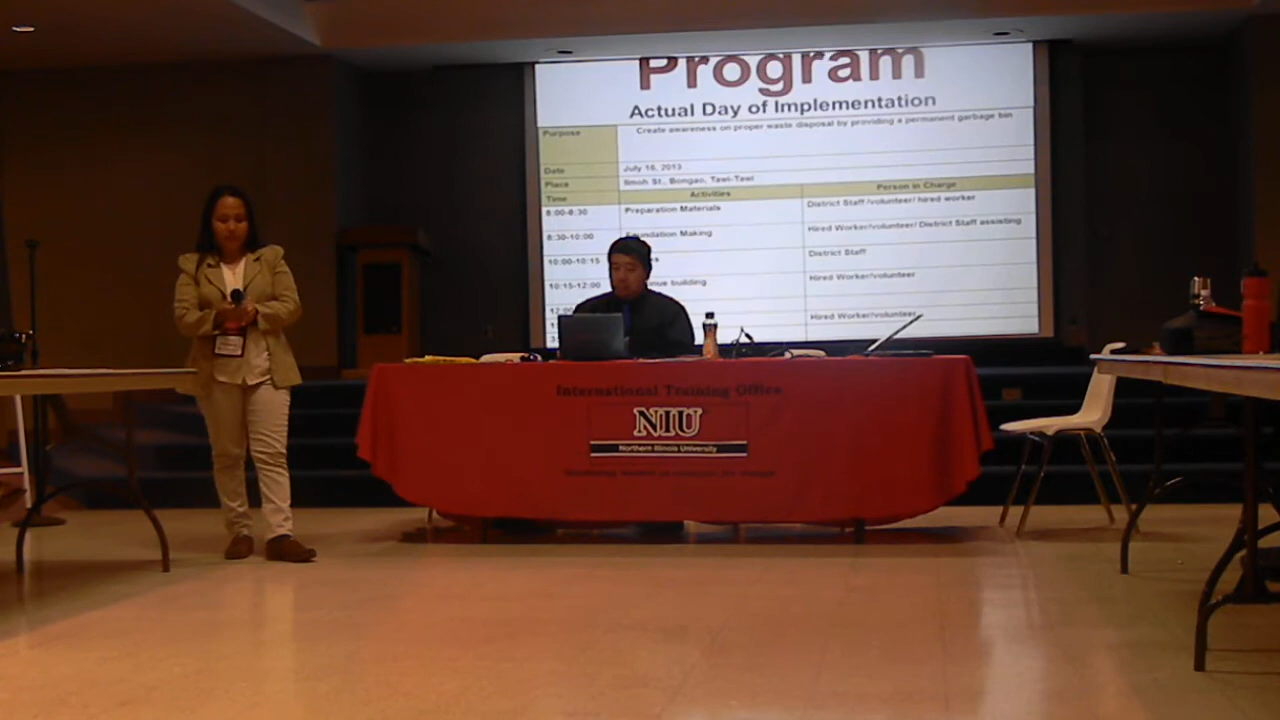 Program
Actual Day of Implementation
Purpose Create awareness on proper waste disposal by providing a permanent garbage bin
Date July 16, 2013
Place Ilmoh St., Bongao, Tawi-Tawi
Time Activities Person in Charge
8:00-8:30 Preparation Materials District Staff /volunteer/ hired worker
8:30-10:00 Foundation Making Hired Worker/volunteer/ District Staff assisting
10:00-10:15 District Staff
10:15-12:00 building Hired Worker/volunteer
Hired Worker/volunteer
International Training Office
NIU
Northern Illinois University